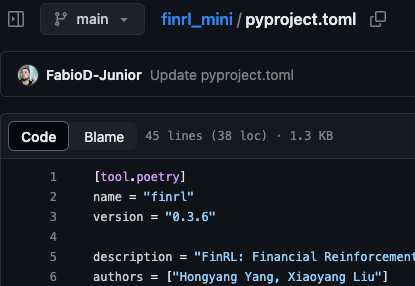 main
finrl_mini / pyproject.toml
FabioD-Junior Update pyproject.toml
Code Blame 45 lines (38 loc) · 1.3 KB
1 [tool.poetry]
2 name = "finrl"
3 version = "0.3.6"
4
5 description = "FinRL: Financial Reinforcement
6 authors = ["Hongyang Yang, Xiaoyang Liu"]